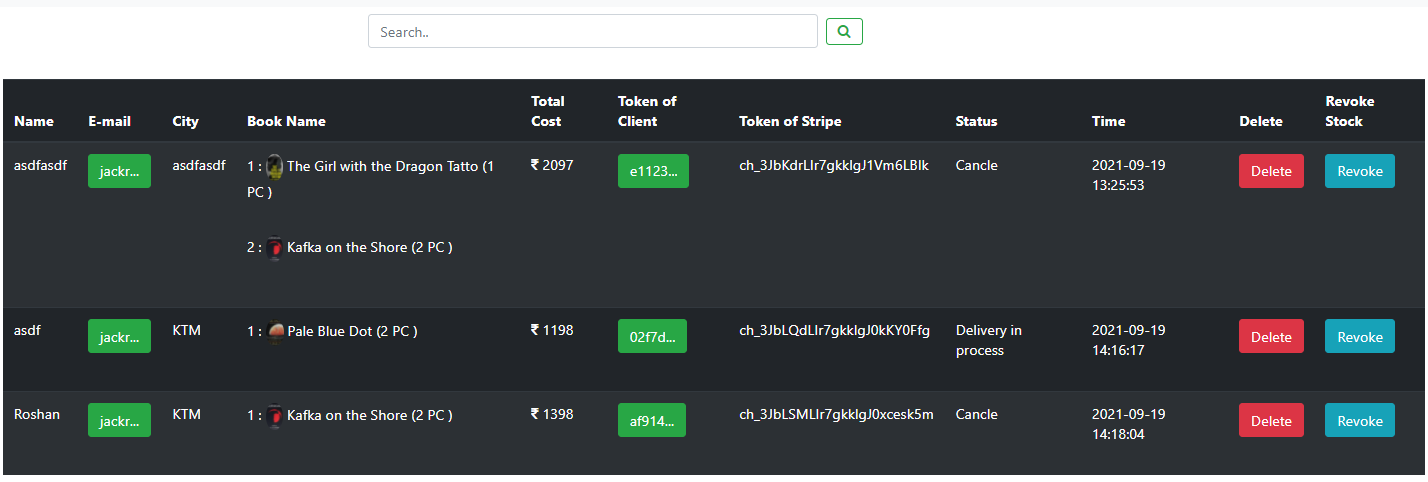 Search..
Name E-mail City Book Name Total Cost Token of Client Token of Stripe Status Time Delete Revoke Stock
asdfasdf jackr... asdfasdf 1 : The Girl with the Dragon Tatto (1 PC ) ₹ 2097 e1123... ch_3JbKdrLIr7gkkIgJ1Vm6LBIk Cancle 2021-09-19 13:25:53 Delete Revoke
2 : Kafka on the Shore (2 PC )
asdf jackr... KTM 1 : Pale Blue Dot (2 PC ) ₹ 1198 02f7d... ch_3JbLQdLIr7gkkIgJ0kKY0Ffg Delivery in process 2021-09-19 14:16:17 Delete Revoke
Roshan jackr... KTM 1 : Kafka on the Shore (2 PC ) ₹ 1398 af914... ch_3JbLSMLIr7gkkIgJ0xcesk5m Cancle 2021-09-19 14:18:04 Delete Revoke